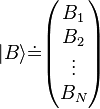 |B⟩ ≐ ( B₁
B₂
⋮
B_N )